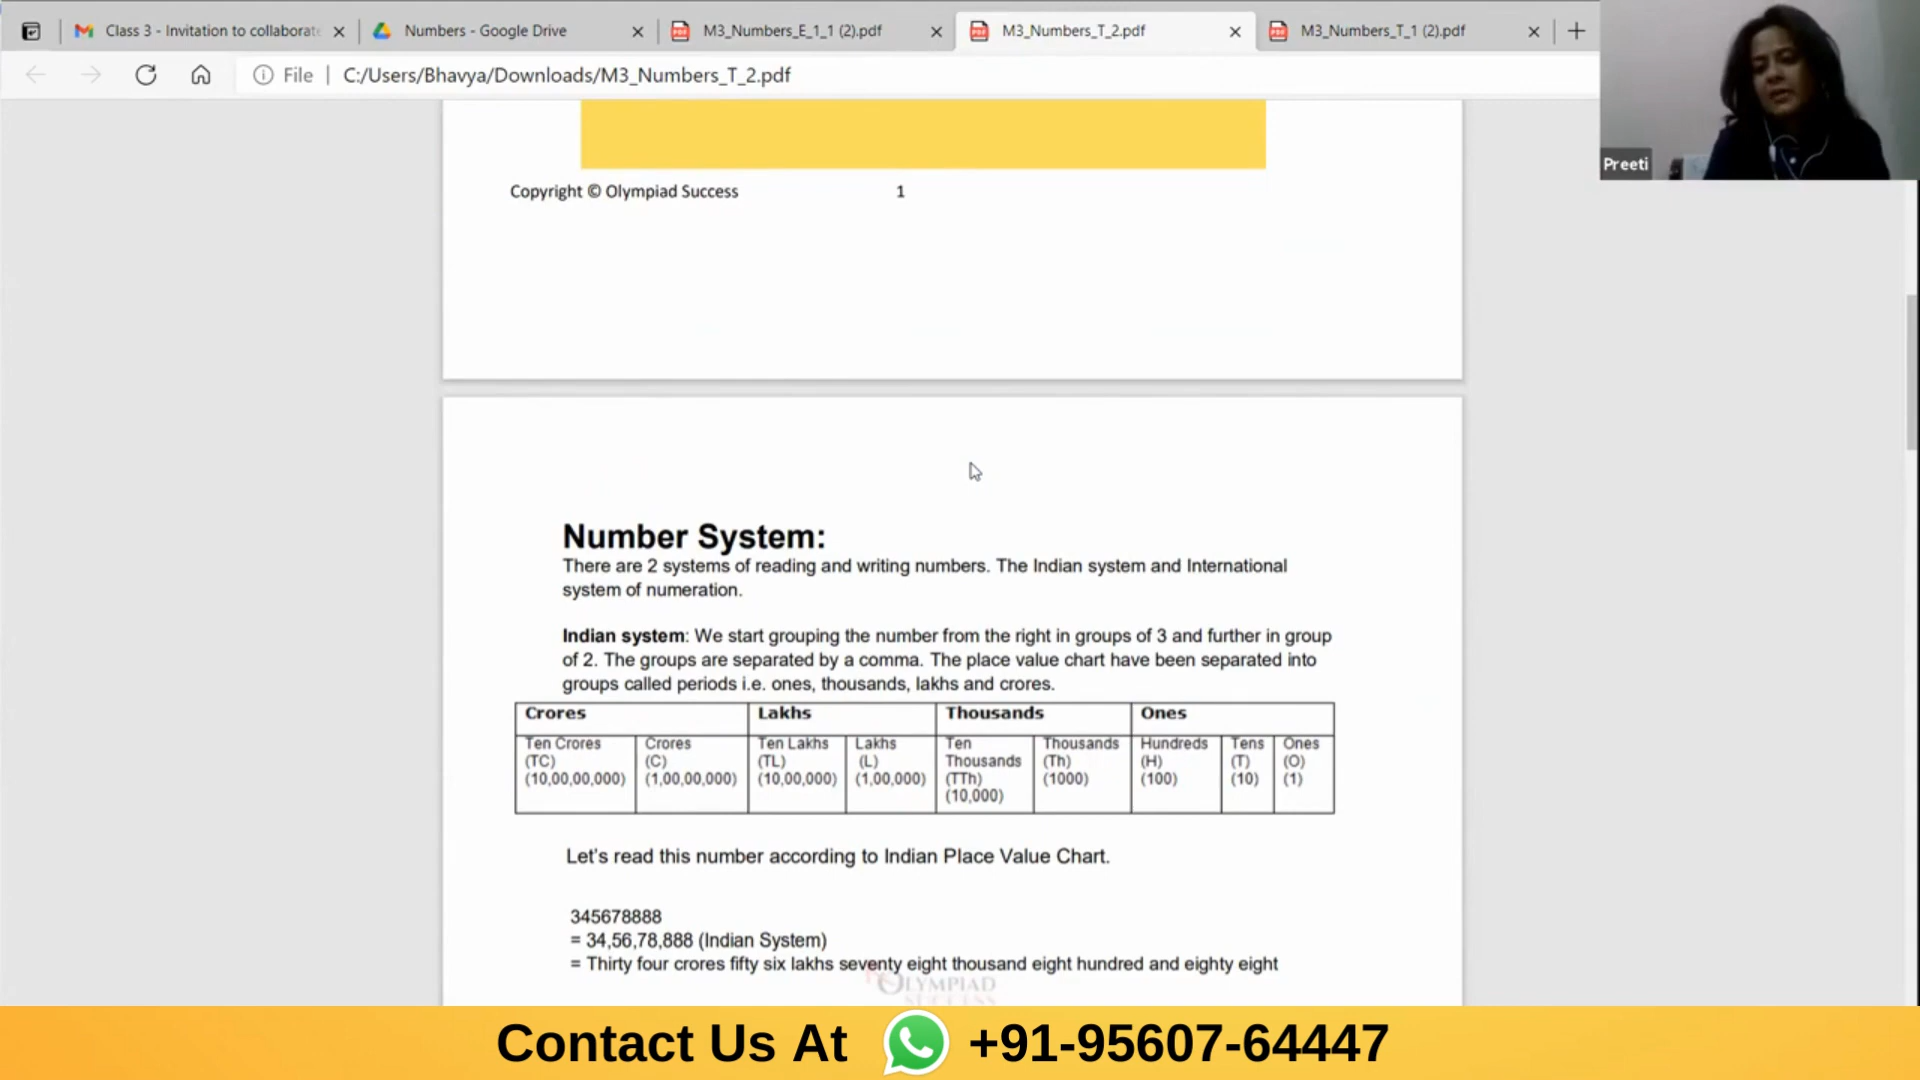 Class 3 - Invitation to collaborate
Numbers - Google Drive
M3_Numbers_E_1_1 (2).pdf
M3_Numbers_T_2.pdf
M3_Numbers_T_1 (2).pdf
File | C:/Users/Bhavya/Downloads/M3_Numbers_T_2.pdf
Preeti
Copyright © Olympiad Success 1
Number System:
There are 2 systems of reading and writing numbers. The Indian system and International
system of numeration.
Indian system: We start grouping the number from the right in groups of 3 and further in group
of 2. The groups are separated by a comma. The place value chart have been separated into
groups called periods i.e. ones, thousands, lakhs and crores.
Crores Lakhs Thousands Ones
Ten Crores Crores Ten Lakhs Lakhs Ten Thousands Hundreds Tens Ones
(TC) (C) (TL) (L) Thousands (Th) (H) (T) (O)
(10,00,00,000) (1,00,00,000) (10,00,000) (1,00,000) (TTh) (1000) (100) (10) (1)
(10,000)
Let's read this number according to Indian Place Value Chart.
345678888
= 34,56,78,888 (Indian System)
= Thirty four crores fifty six lakhs seventy eight thousand eight hundred and eighty eight
OLYMPIAD
SUCCESS
Contact Us At +91-95607-64447